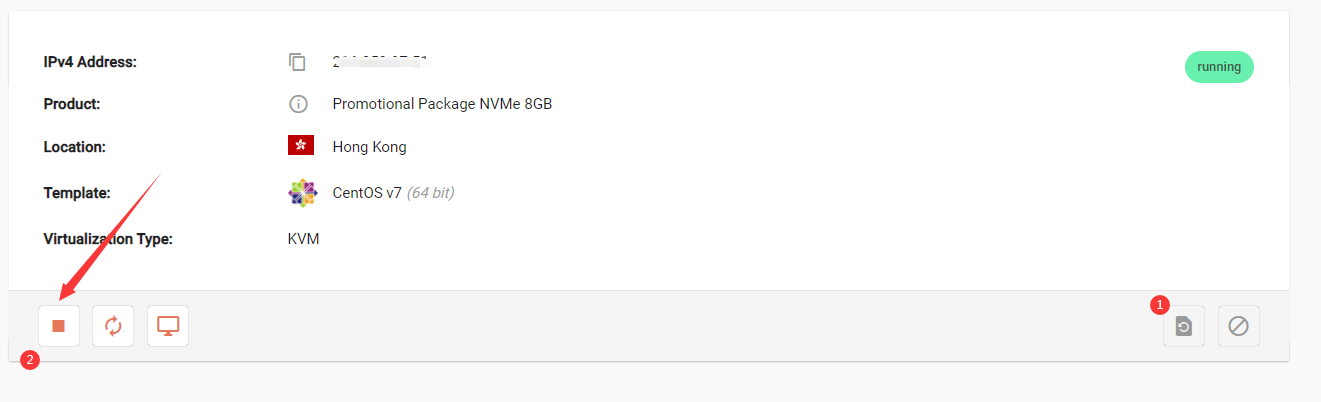 IPv4 Address:
running
Product: Promotional Package NVMe 8GB
Location: Hong Kong
Template: CentOS v7 (64 bit)
Virtualization Type: KVM
1
2